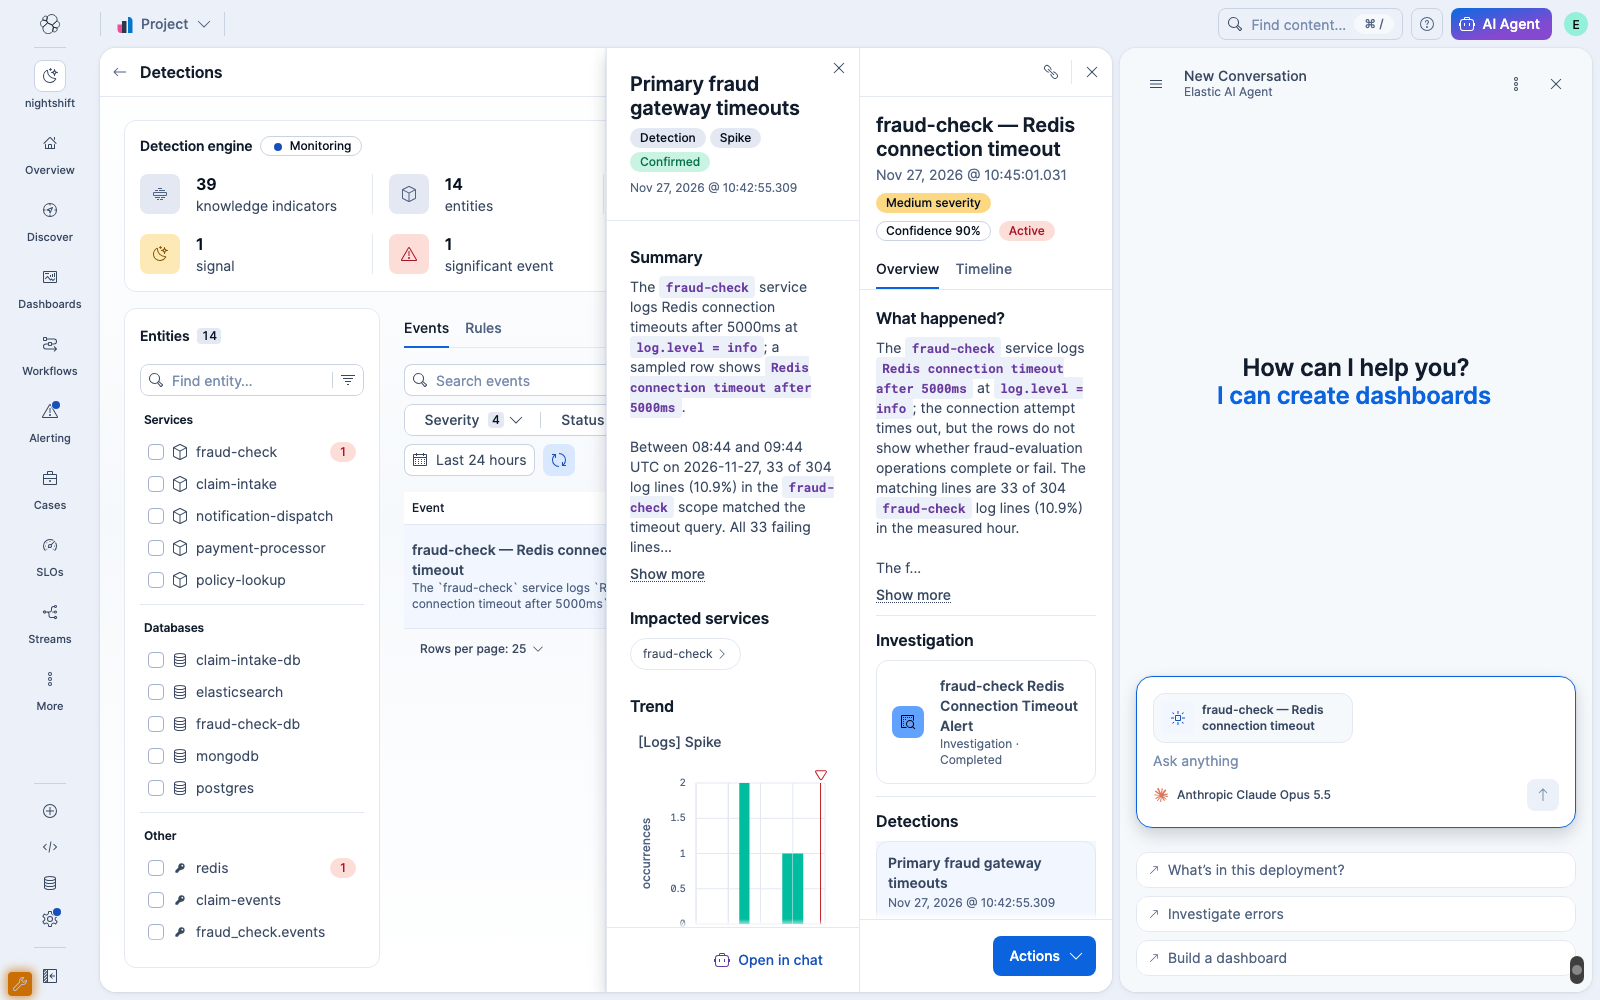 Project
Find content...
⌘ /
AI Agent
E
nightshift
Overview
Discover
Dashboards
Workflows
Alerting
Cases
SLOs
Streams
More
Detections
Detection engine
Monitoring
39
knowledge indicators
14
entities
1
signal
1
significant event
Entities 14
Find entity...
Services
fraud-check
1
claim-intake
notification-dispatch
payment-processor
policy-lookup
Databases
claim-intake-db
elasticsearch
fraud-check-db
mongodb
postgres
Other
redis
1
claim-events
fraud_check.events
Events
Rules
Search events
Severity 4
Status
Last 24 hours
Event
fraud-check — Redis connec
timeout
The `fraud-check` service logs `R
connection timeout after 5000ms`
Rows per page: 25
Primary fraud
gateway timeouts
Detection
Spike
Confirmed
Nov 27, 2026 @ 10:42:55.309
Summary
The fraud-check service
logs Redis connection
timeouts after 5000ms at
log.level = info ; a
sampled row shows Redis
connection timeout after
5000ms .
Between 08:44 and 09:44
UTC on 2026-11-27, 33 of 304
log lines (10.9%) in the fraud-
check scope matched the
timeout query. All 33 failing
lines...
Show more
Impacted services
fraud-check
Trend
[Logs] Spike
occurrences
2
1.5
1
0.5
0
Open in chat
fraud-check — Redis
connection timeout
Nov 27, 2026 @ 10:45:01.031
Medium severity
Confidence 90%
Active
Overview
Timeline
What happened?
The fraud-check service logs
Redis connection timeout
after 5000ms at log.level =
info ; the connection attempt
times out, but the rows do not
show whether fraud-evaluation
operations complete or fail. The
matching lines are 33 of 304
fraud-check log lines (10.9%)
in the measured hour.
The f...
Show more
Investigation
fraud-check Redis
Connection Timeout
Alert
Investigation ·
Completed
Detections
Primary fraud gateway
timeouts
Nov 27, 2026 @ 10:42:55.309
Actions
New Conversation
Elastic AI Agent
How can I help you?
I can create dashboards
fraud-check — Redis
connection timeout
Ask anything
Anthropic Claude Opus 5.5
What's in this deployment?
Investigate errors
Build a dashboard